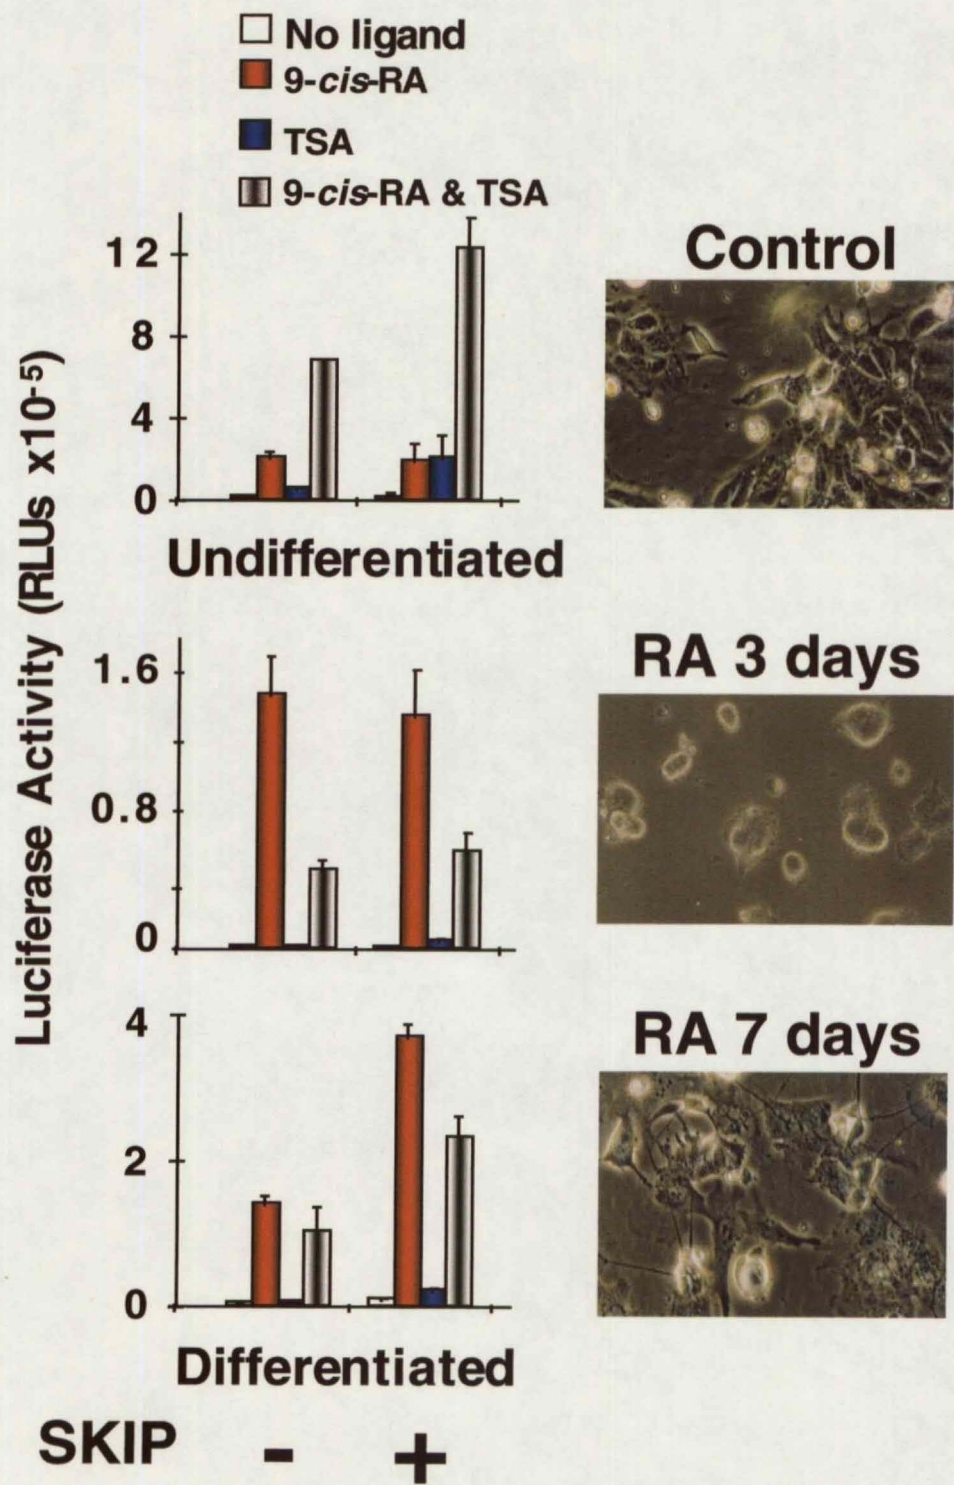 No ligand
9-cis-RA
TSA
9-cis-RA & TSA
Luciferase Activity (RLUs x10-5)
12
8
4
0
Undifferentiated
Control
1.6
0.8
0
RA 3 days
4
2
0
Differentiated
RA 7 days
SKIP - +